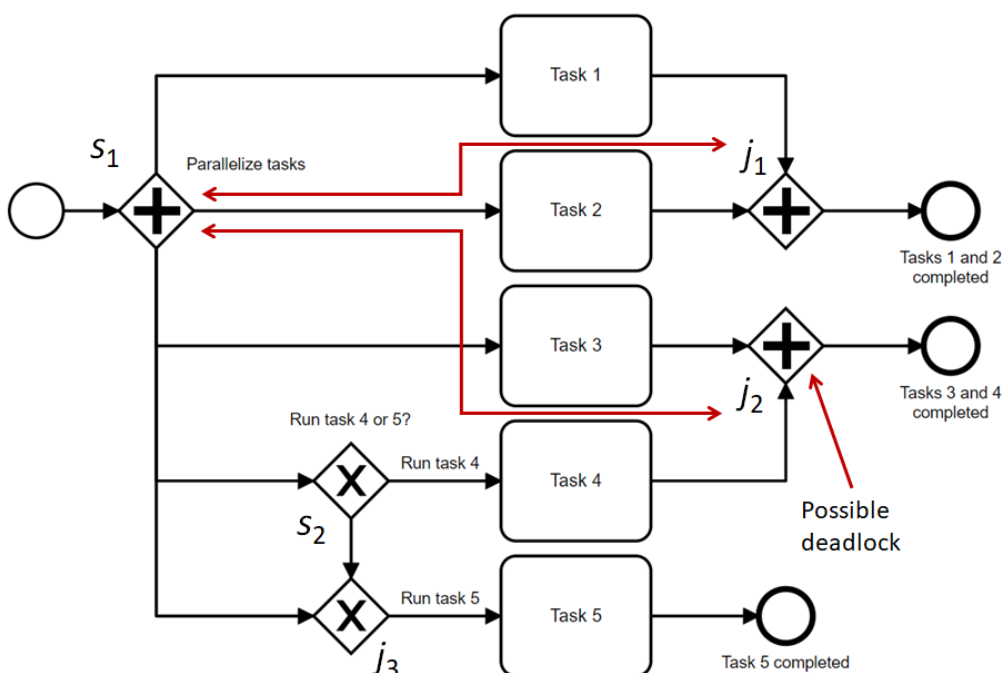 Task 1
s1
Parallelize tasks
j1
Task 2
Tasks 1 and 2
completed
Task 3
j2
Tasks 3 and 4
completed
Run task 4 or 5?
Run task 4
Task 4
s2
Possible
deadlock
Run task 5
Task 5
j3
Task 5 completed